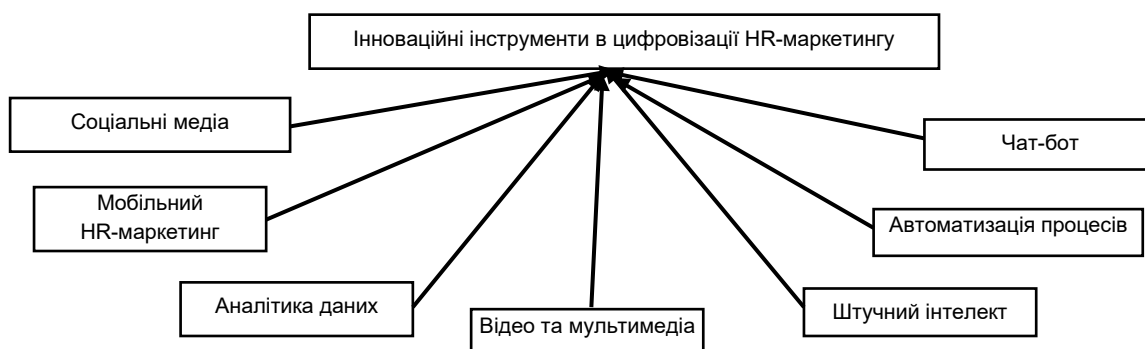 Інноваційні інструменти в цифровізації HR-маркетингу
Соціальні медіа
Чат-бот
Мобільний
HR-маркетинг
Автоматизація процесів
Аналітика даних
Відео та мультимедіа
Штучний інтелект